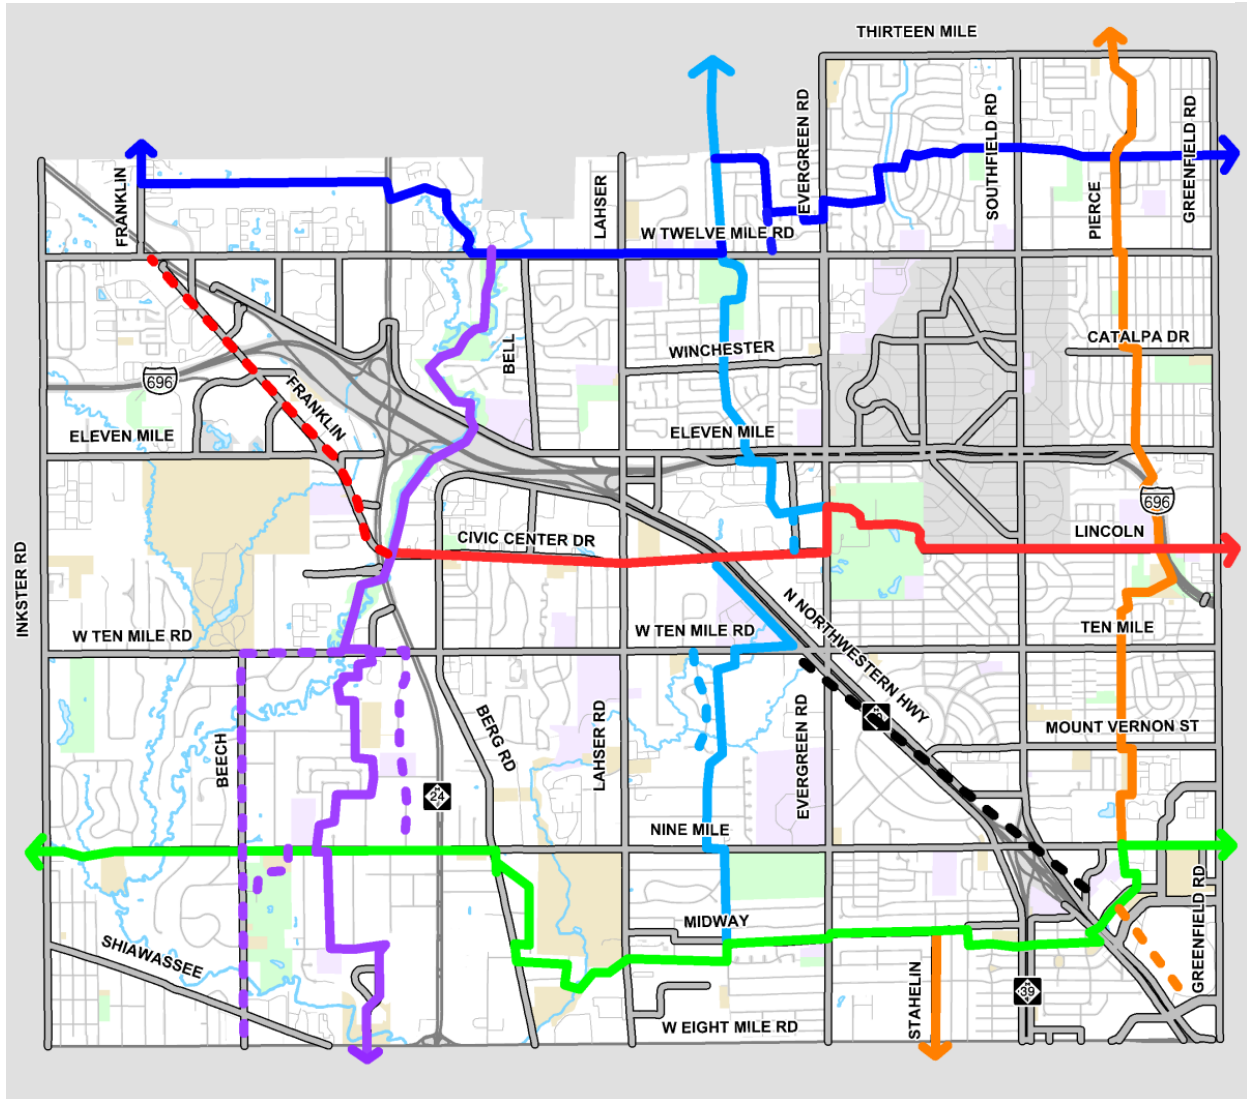 THIRTEEN MILE
FRANKLIN
LAHSER
EVERGREEN RD
SOUTHFIELD RD
PIERCE
GREENFIELD RD
W TWELVE MILE RD
BELL
WINCHESTER
CATALPA DR
696
FRANKLIN
ELEVEN MILE
ELEVEN MILE
696
CIVIC CENTER DR
LINCOLN
INKSTER RD
W TEN MILE RD
W TEN MILE RD
N NORTHWESTERN HWY
TEN MILE
BEECH
BERG RD
LAHSER RD
EVERGREEN RD
MOUNT VERNON ST
24
NINE MILE
MIDWAY
SHIAWASSEE
STAHELIN
39
GREENFIELD RD
W EIGHT MILE RD